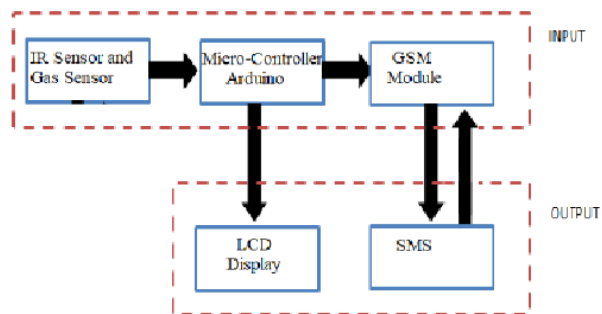 INPUT
IR Sensor and
Gas Sensor
Micro-Controller
Arduino
GSM
Module
OUTPUT
LCD
Display
SMS